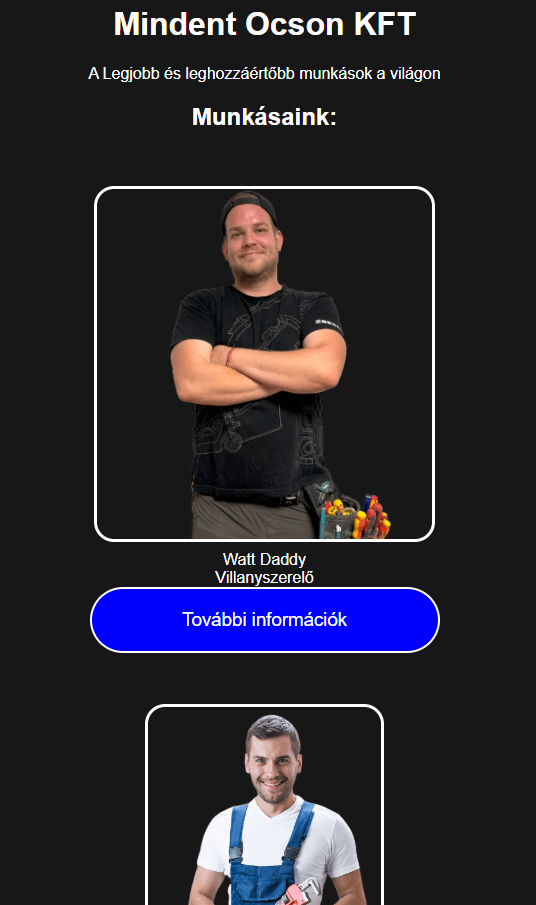 Mindent Ocson KFT
A Legjobb és leghozzáértőbb munkások a világon
Munkásaink:
Watt Daddy
Villanyszerelő
További információk